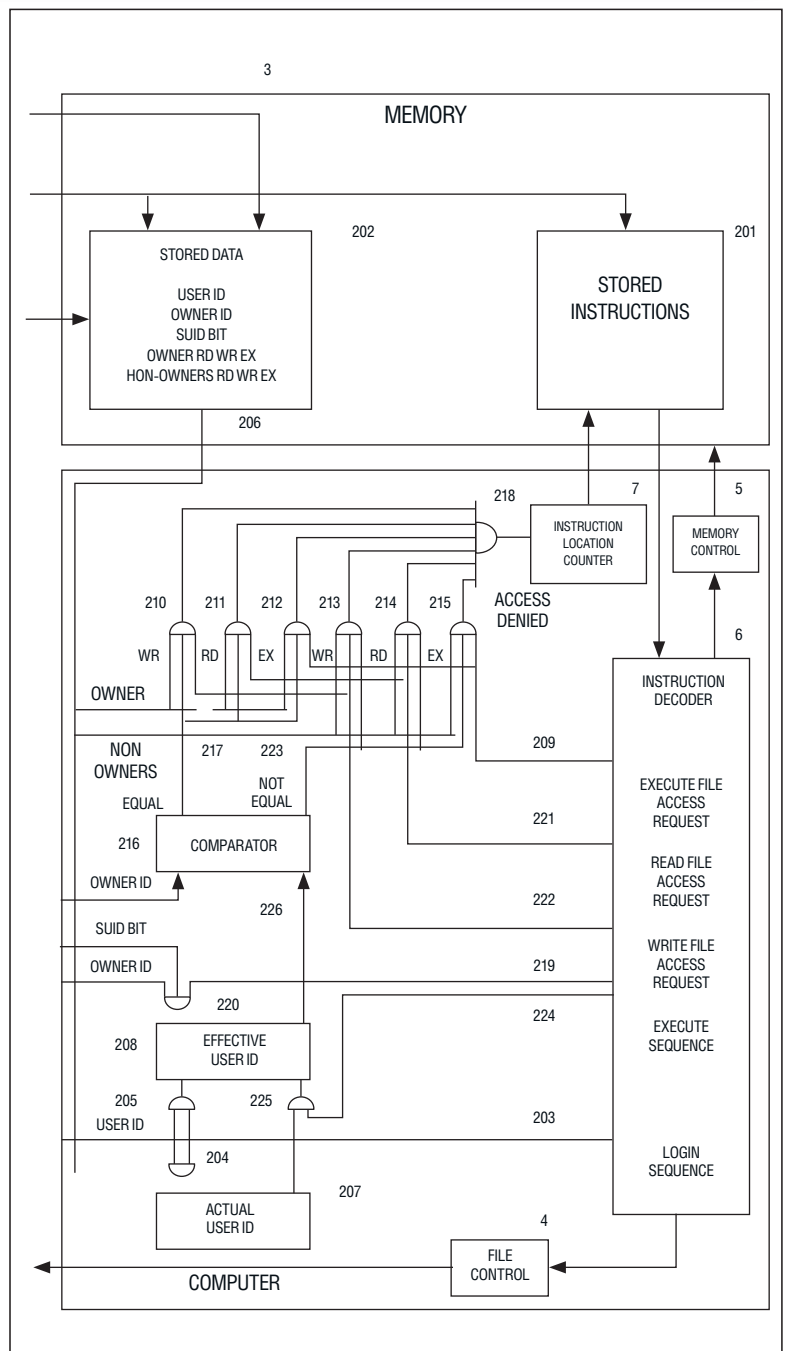 3
MEMORY
202
201
STORED DATA
USER ID
OWNER ID
SUID BIT
OWNER RD WR EX
HON-OWNERS RD WR EX
STORED
INSTRUCTIONS
206
218
7
5
INSTRUCTION
LOCATION
COUNTER
MEMORY
CONTROL
ACCESS
DENIED
210
211
212
213
214
215
6
WR
RD
EX
WR
RD
EX
INSTRUCTION
DECODER
OWNER
NON
OWNERS
217
223
209
EQUAL
NOT
EQUAL
EXECUTE FILE
ACCESS
REQUEST
221
216
COMPARATOR
READ FILE
ACCESS
REQUEST
OWNER ID
226
222
SUID BIT
WRITE FILE
ACCESS
REQUEST
OWNER ID
219
220
224
208
EFFECTIVE
USER ID
EXECUTE
SEQUENCE
205
225
USER ID
203
204
LOGIN
SEQUENCE
207
ACTUAL
USER ID
4
FILE
CONTROL
COMPUTER